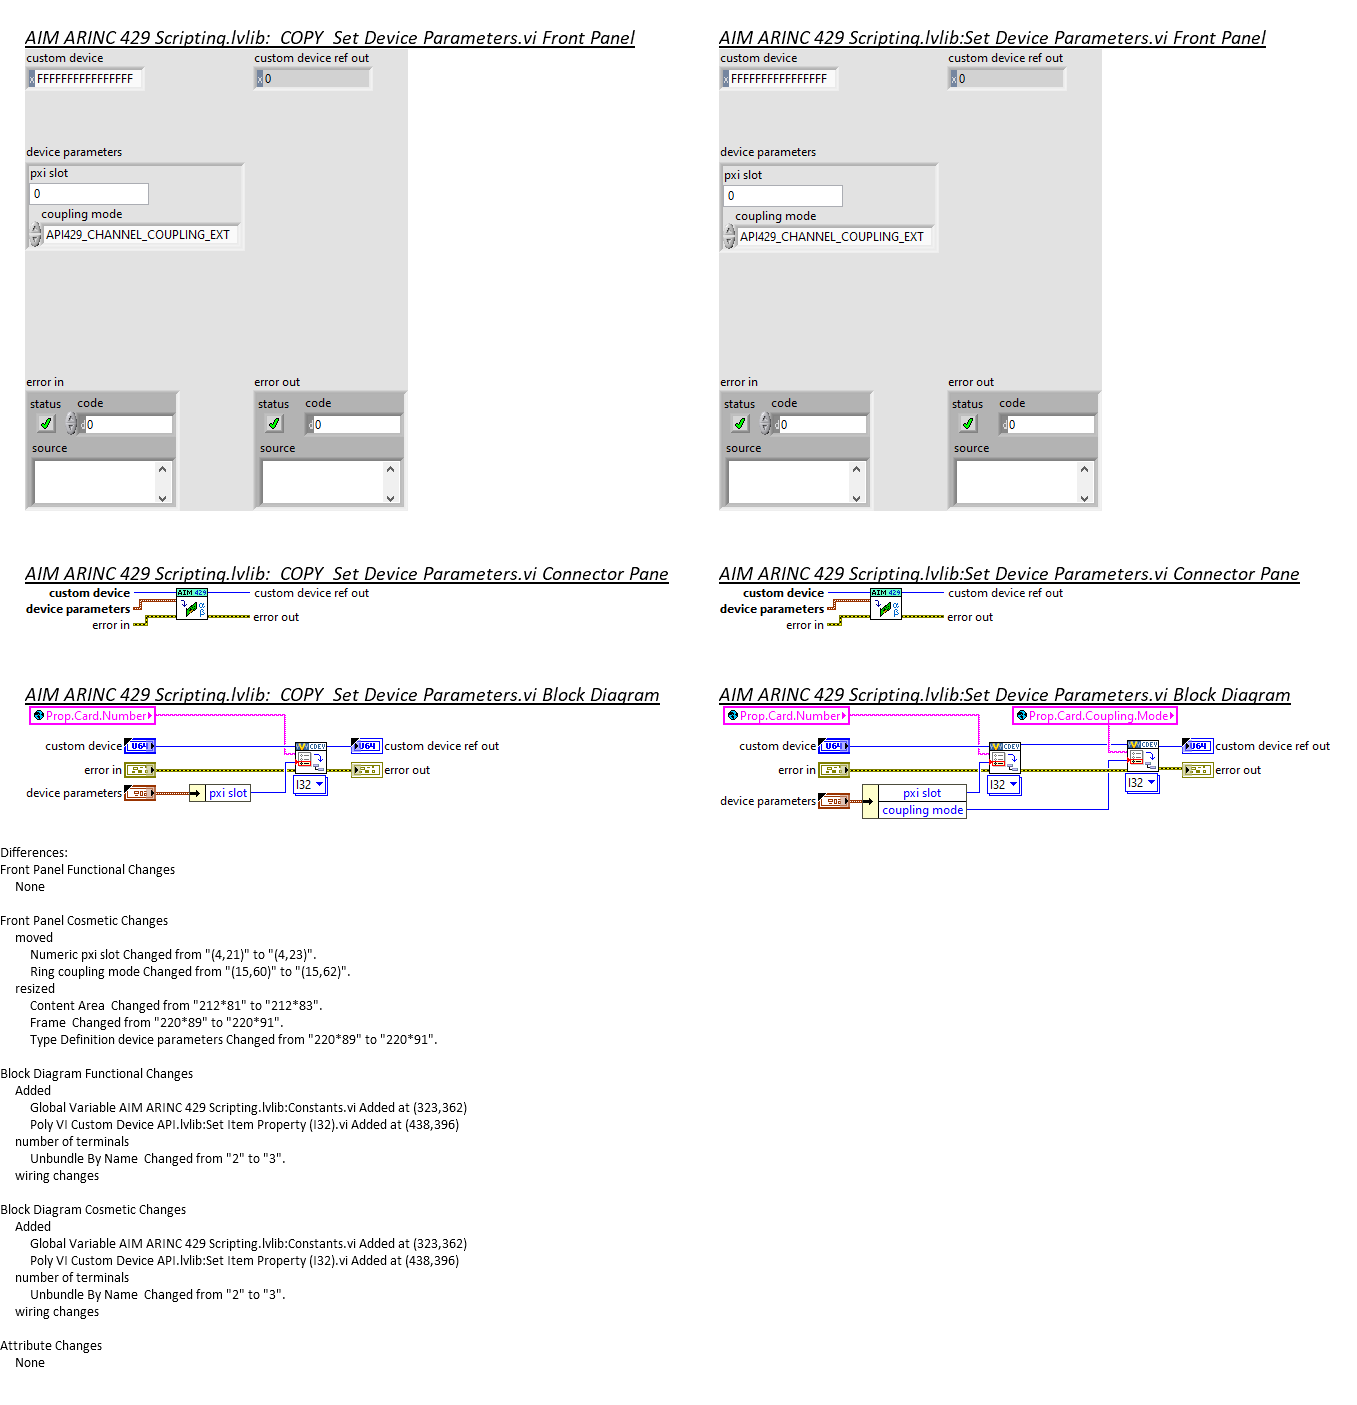 AIM ARINC 429 Scripting.lvlib:_COPY_Set Device Parameters.vi Front Panel
custom device
custom device ref out
x FFFFFFFFFFFFFFFF
x 0
device parameters
pxi slot
0
coupling mode
API429_CHANNEL_COUPLING_EXT
error in
error out
status code
status code
d 0
d 0
source
source
AIM ARINC 429 Scripting.lvlib:Set Device Parameters.vi Front Panel
custom device
custom device ref out
x FFFFFFFFFFFFFFFF
x 0
device parameters
pxi slot
0
coupling mode
API429_CHANNEL_COUPLING_EXT
error in
error out
status code
status code
d 0
d 0
source
source
AIM ARINC 429 Scripting.lvlib:_COPY_Set Device Parameters.vi Connector Pane
custom device
AIM 429
custom device ref out
device parameters
α
β
error in
error out
AIM ARINC 429 Scripting.lvlib:Set Device Parameters.vi Connector Pane
custom device
AIM 429
custom device ref out
device parameters
α
β
error in
error out
AIM ARINC 429 Scripting.lvlib:_COPY_Set Device Parameters.vi Block Diagram
Prop.Card.Number
custom device U64
CDEV
U64 custom device ref out
error in
error out
I32
device parameters
pxi slot
AIM ARINC 429 Scripting.lvlib:Set Device Parameters.vi Block Diagram
Prop.Card.Number
Prop.Card.Coupling.Mode
custom device U64
CDEV
CDEV
U64 custom device ref out
error in
error out
I32
I32
device parameters
pxi slot
coupling mode
Differences:
Front Panel Functional Changes
None
Front Panel Cosmetic Changes
moved
Numeric pxi slot Changed from "(4,21)" to "(4,23)".
Ring coupling mode Changed from "(15,60)" to "(15,62)".
resized
Content Area  Changed from "212*81" to "212*83".
Frame  Changed from "220*89" to "220*91".
Type Definition device parameters Changed from "220*89" to "220*91".
Block Diagram Functional Changes
Added
Global Variable AIM ARINC 429 Scripting.lvlib:Constants.vi Added at (323,362)
Poly VI Custom Device API.lvlib:Set Item Property (I32).vi Added at (438,396)
number of terminals
Unbundle By Name  Changed from "2" to "3".
wiring changes
Block Diagram Cosmetic Changes
Added
Global Variable AIM ARINC 429 Scripting.lvlib:Constants.vi Added at (323,362)
Poly VI Custom Device API.lvlib:Set Item Property (I32).vi Added at (438,396)
number of terminals
Unbundle By Name  Changed from "2" to "3".
wiring changes
Attribute Changes
None